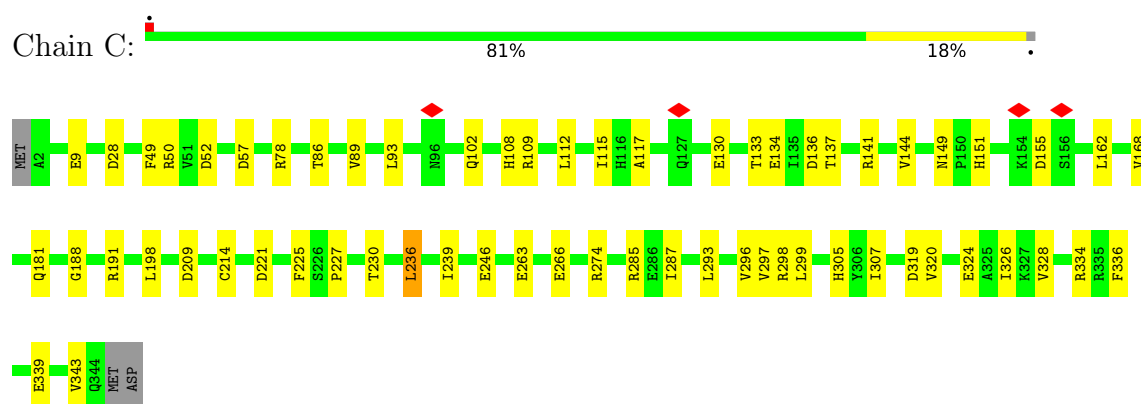 Chain C:
81% 18%
MET A2 E9 D28 F49 R50 V51 D52 D57 R78 T86 V89 L93 N96 Q102 H108 R109 L112 I115 H116 A117 Q127 E130 T133 E134 I135 D136 T137 R141 V144 N149 P150 H151 K154 D155 S156 L162 V168
Q181 G188 R191 L198 D209 C214 D221 F225 S226 P227 T230 L236 I239 E246 E263 E266 R274 R285 E286 I287 L293 V296 V297 R298 L299 H305 Y306 I307 D319 V320 E324 A325 I326 K327 V328 R334 R335 F336
E339 V343 Q344 MET ASP